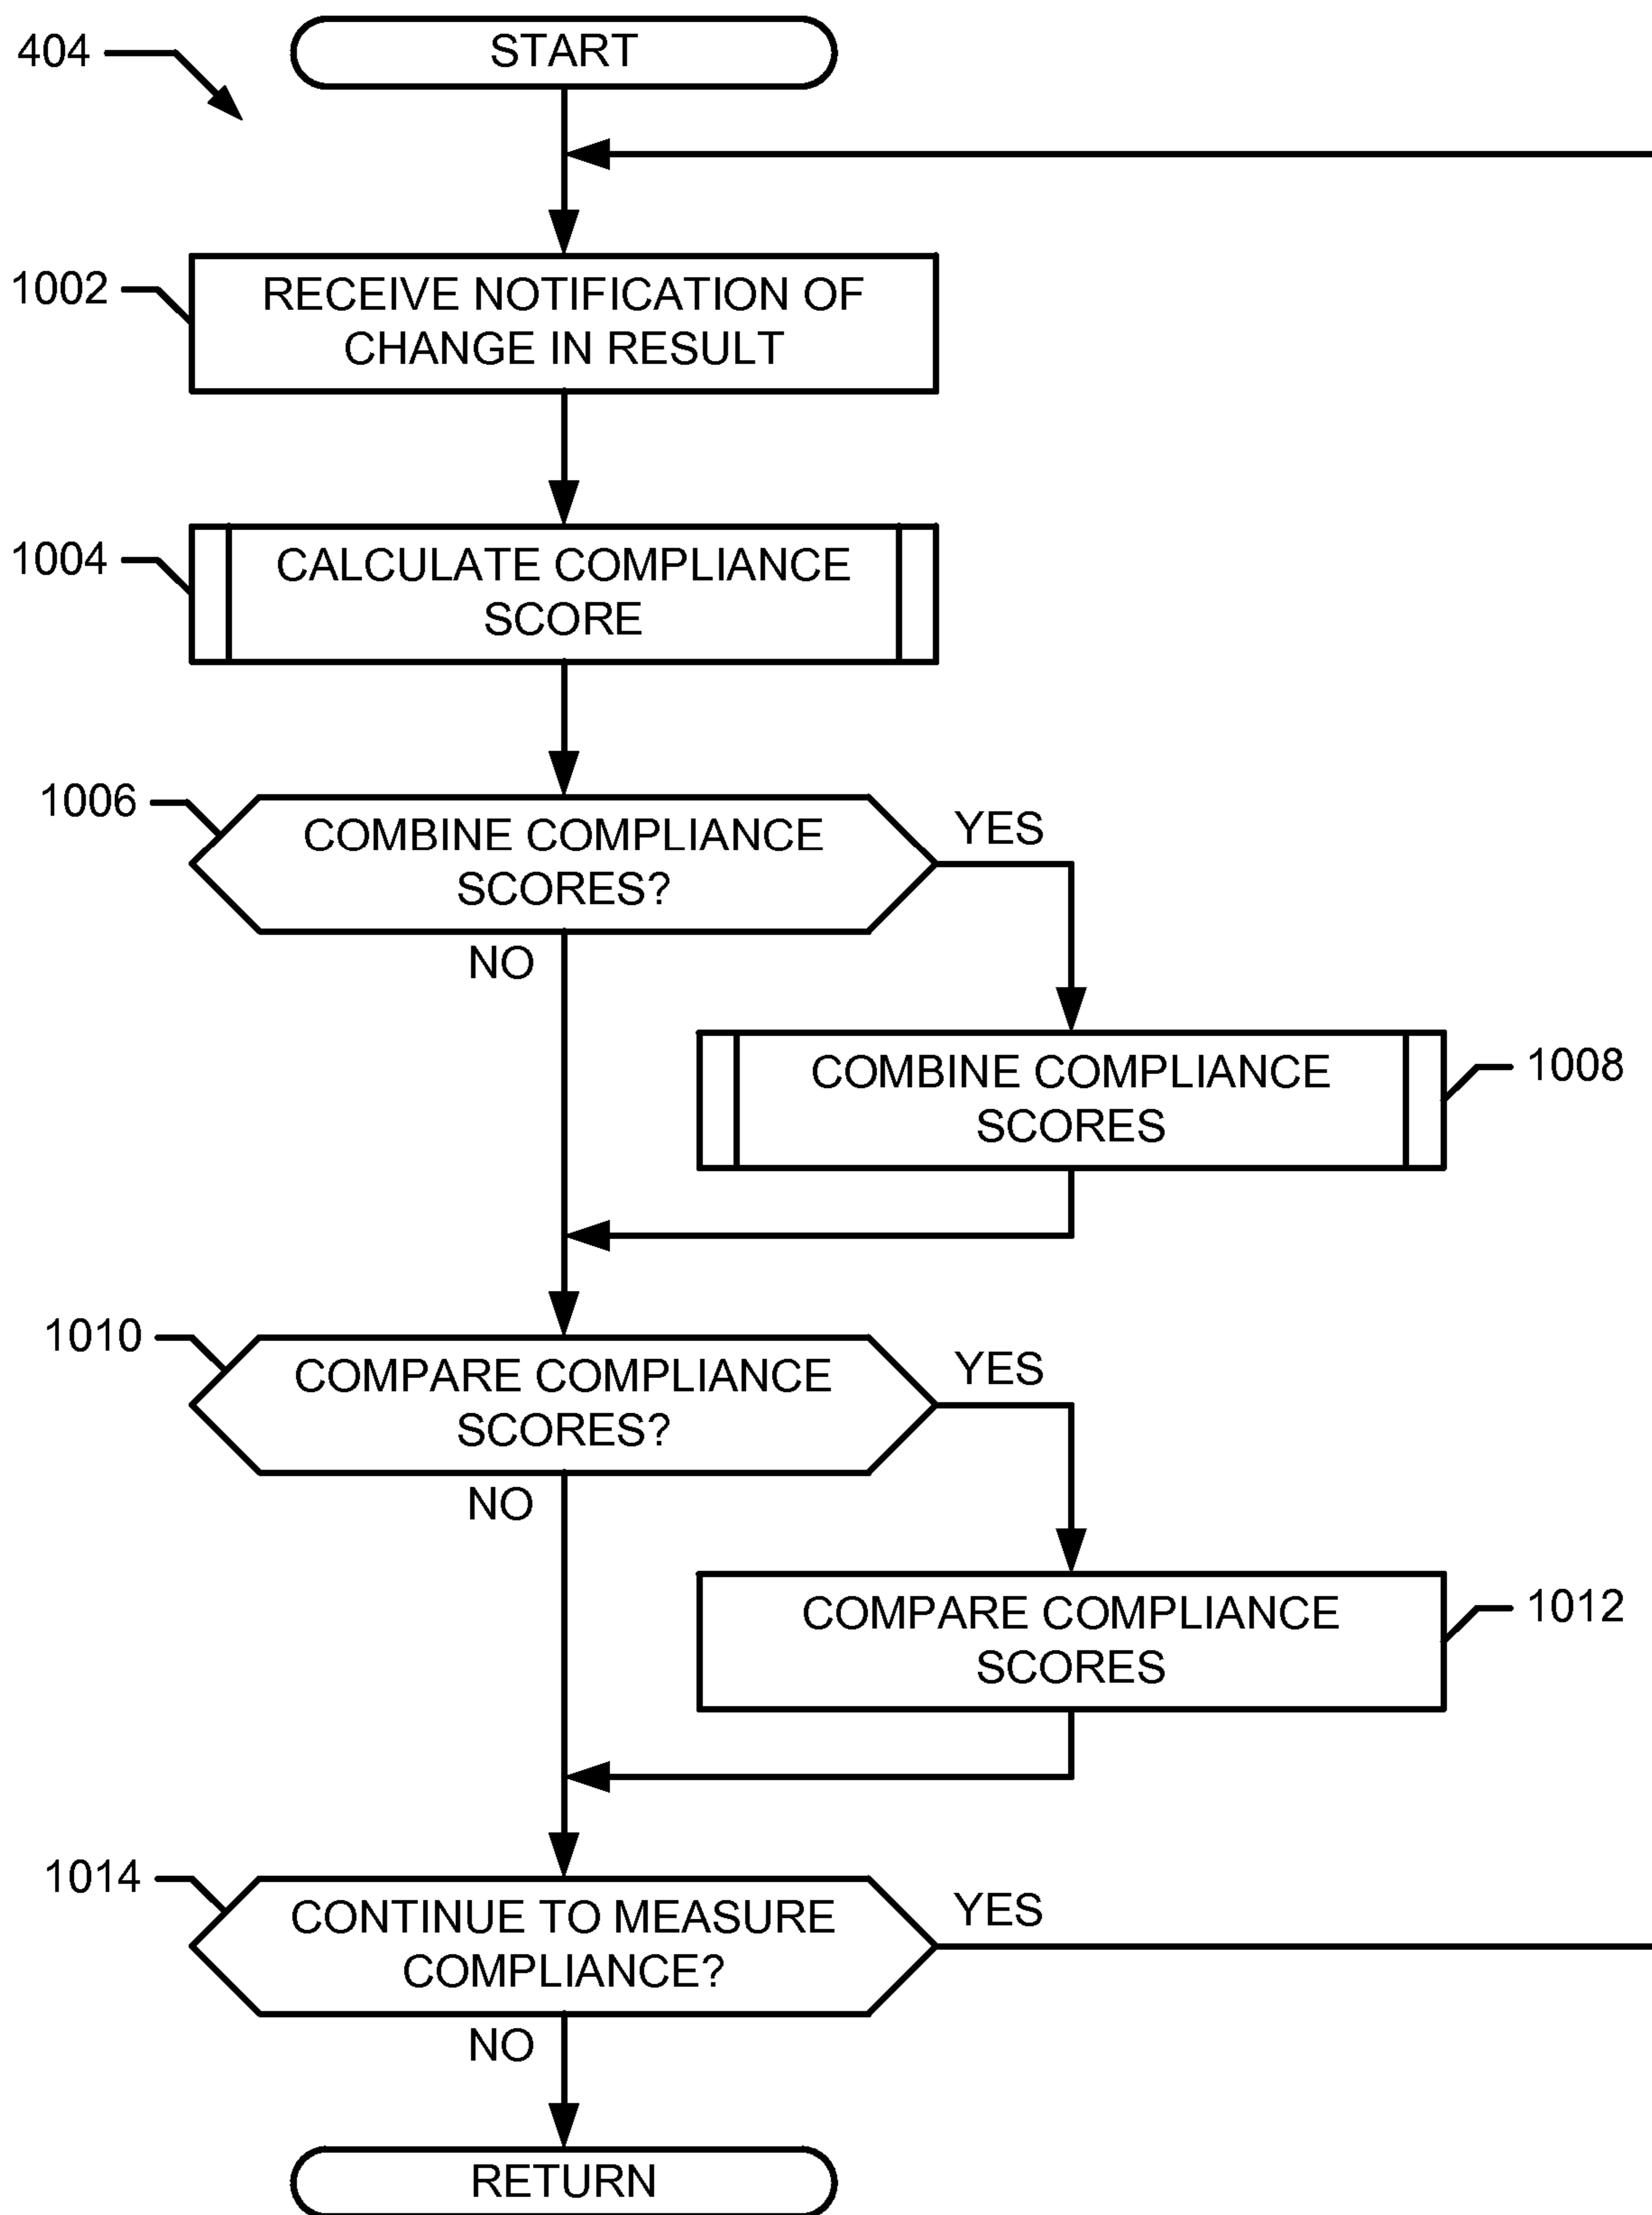 404
START
1002
RECEIVE NOTIFICATION OF
CHANGE IN RESULT
1004
CALCULATE COMPLIANCE
SCORE
1006
COMBINE COMPLIANCE
SCORES?
YES
NO
COMBINE COMPLIANCE
SCORES
1008
1010
COMPARE COMPLIANCE
SCORES?
YES
NO
COMPARE COMPLIANCE
SCORES
1012
1014
CONTINUE TO MEASURE
COMPLIANCE?
YES
NO
RETURN